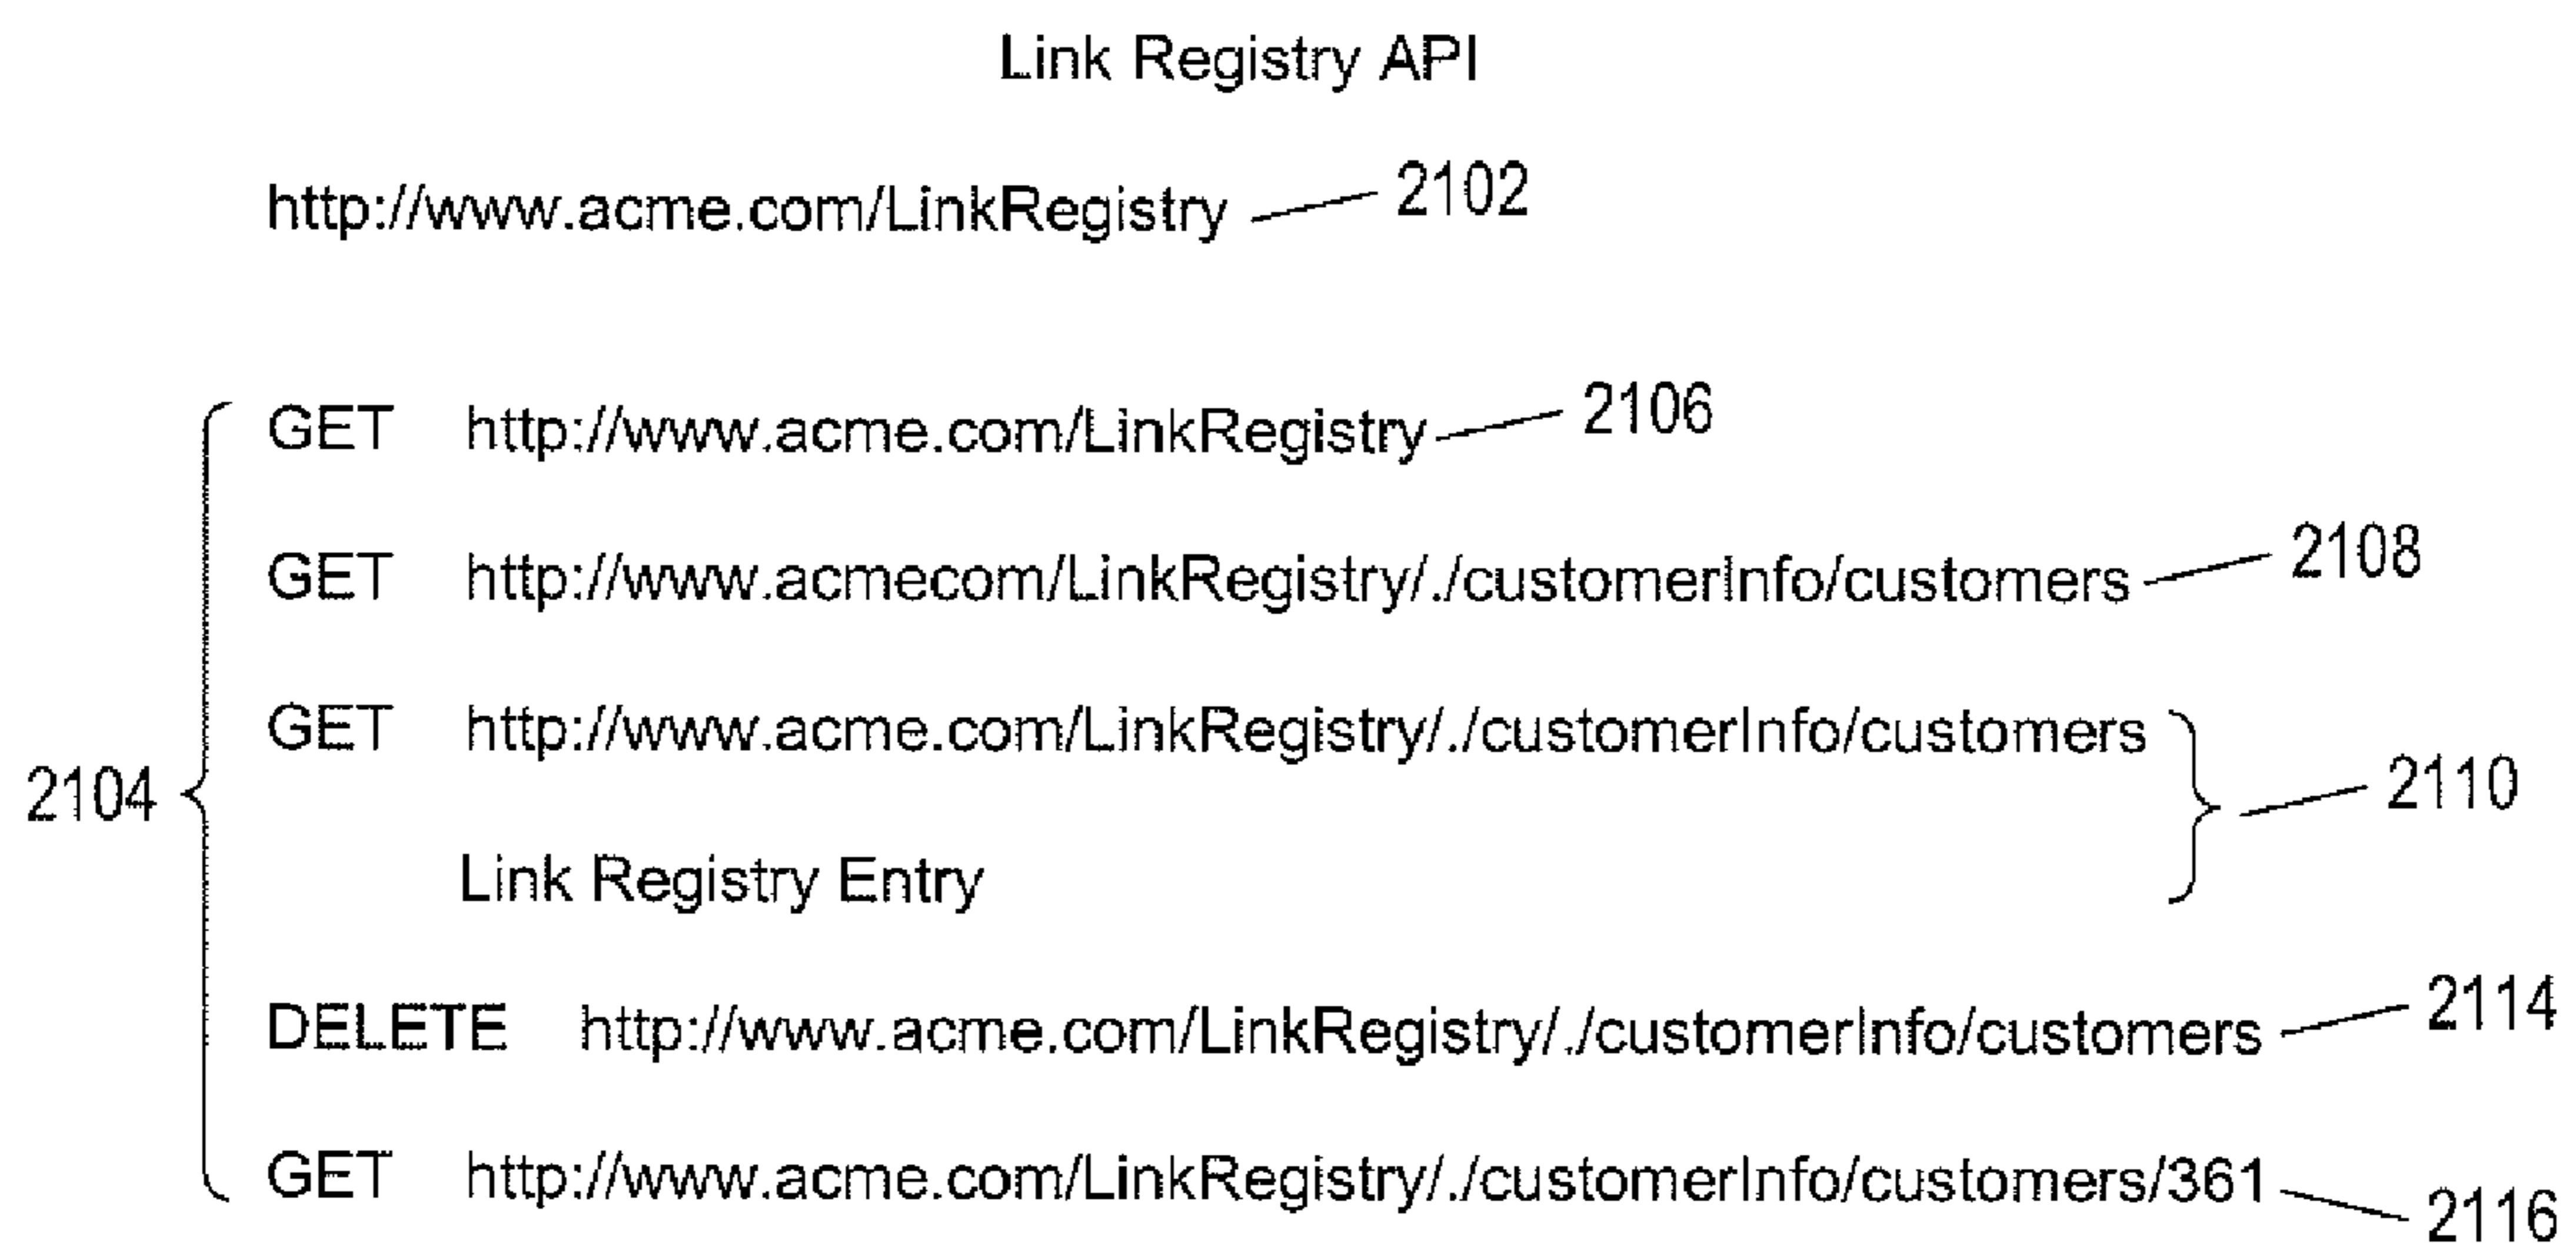 Link Registry API
http://www.acme.com/LinkRegistry 2102
GET http://www.acme.com/LinkRegistry 2106
GET http://www.acmecom/LinkRegistry/./customerInfo/customers 2108
GET http://www.acme.com/LinkRegistry/./customerInfo/customers
2104 2110
Link Registry Entry
DELETE http://www.acme.com/LinkRegistry/./customerInfo/customers 2114
GET http://www.acme.com/LinkRegistry/./customerInfo/customers/361 2116